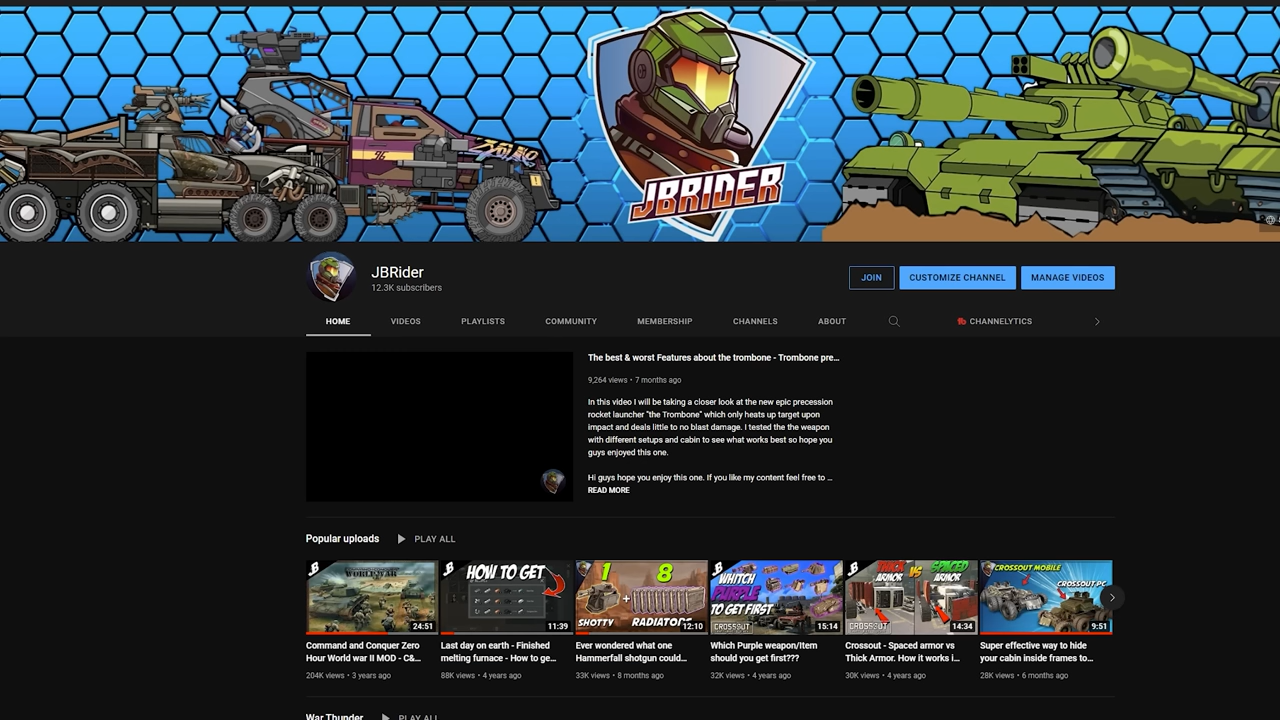 JBRIDER
JBRider
12.3K subscribers
JOIN
CUSTOMIZE CHANNEL
MANAGE VIDEOS
HOME
VIDEOS
PLAYLISTS
COMMUNITY
MEMBERSHIP
CHANNELS
ABOUT
CHANNELYTICS
The best & worst Features about the trombone - Trombone pre...
9,264 views • 7 months ago
In this video I will be taking a closer look at the new epic precession
rocket launcher "the Trombone" which only heats up target upon
impact and deals little to no blast damage. I tested the the weapon
with different setups and cabin to see what works best so hope you
guys enjoyed this one.
Hi guys hope you enjoy this one. If you like my content feel free to ...
READ MORE
Popular uploads
PLAY ALL
WORLD WAR
24:51
HOW TO GET
11:39
1
8
+
SHOTTY
RADIATORS
12:10
WHITCH
PURPLE
TO GET FIRST
CROSSOUT
15:14
THICK
ARMOR
VS
SPACED
ARMOR
CROSSOUT
14:34
CROSSOUT MOBILE
CROSSOUT PC
9:51
Command and Conquer Zero
Hour World war II MOD - C&...
204K views • 3 years ago
Last day on earth - Finished
melting furnace - How to ge...
88K views • 4 years ago
Ever wondered what one
Hammerfall shotgun could...
33K views • 8 months ago
Which Purple weapon/Item
should you get first???
32K views • 4 years ago
Crossout - Spaced armor vs
Thick Armor. How it works i...
30K views • 4 years ago
Super effective way to hide
your cabin inside frames to...
28K views • 6 months ago
War Thunder
PLAY ALL